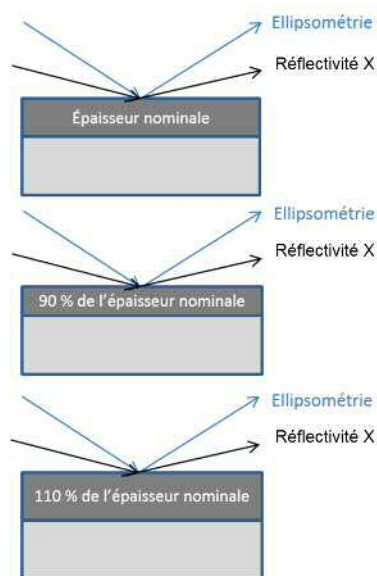 Ellipsométrie
Réflectivité X
Épaisseur nominale
Ellipsométrie
Réflectivité X
90 % de l'épaisseur nominale
Ellipsométrie
Réflectivité X
110 % de l'épaisseur nominale